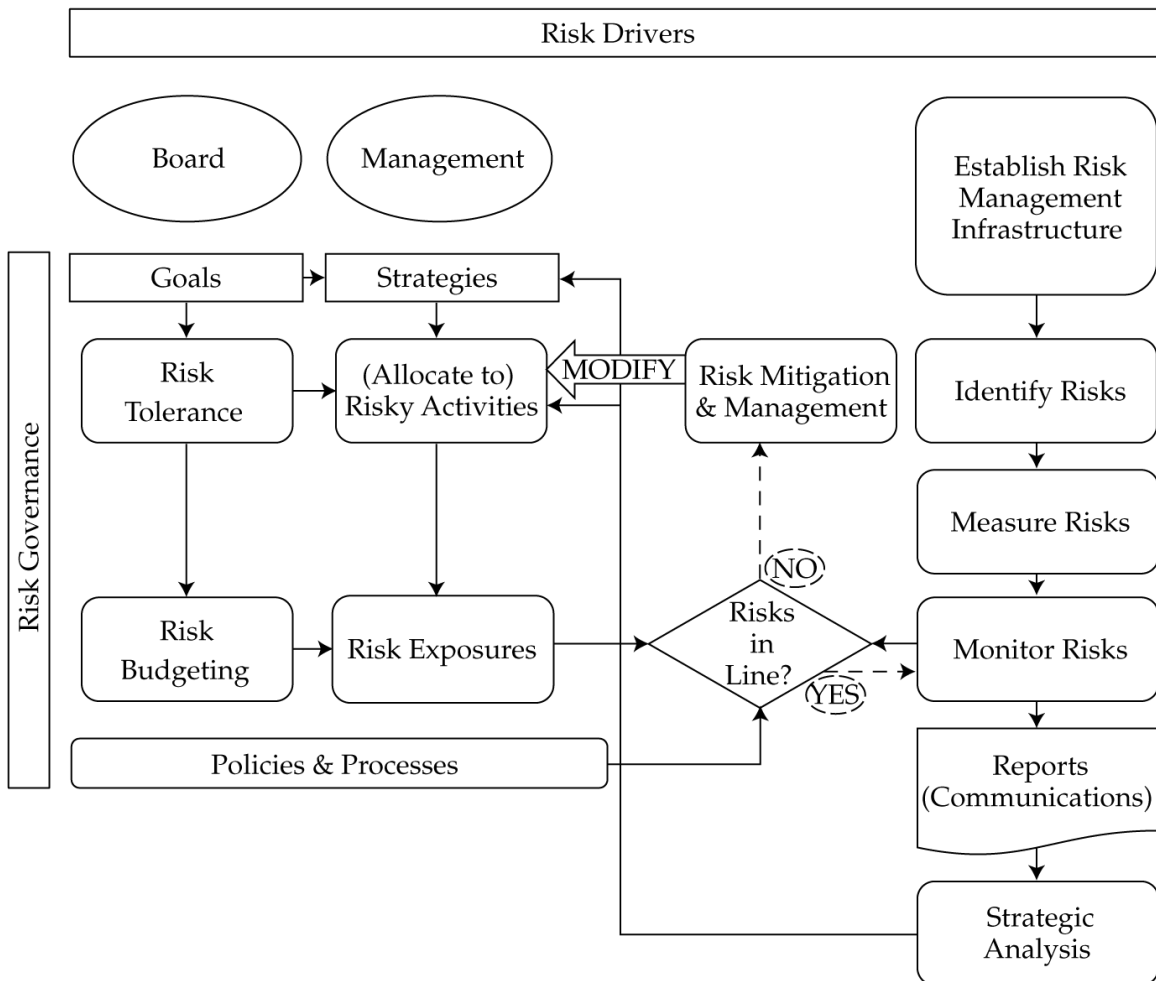 Risk Drivers
Board
Management
Establish Risk
Management
Infrastructure
Risk Governance
Goals
Strategies
Risk
Tolerance
(Allocate to)
Risky Activities
MODIFY
Risk Mitigation
& Management
Identify Risks
Measure Risks
NO
Risk
Budgeting
Risk Exposures
Risks
in
Line?
YES
Monitor Risks
Policies & Processes
Reports
(Communications)
Strategic
Analysis